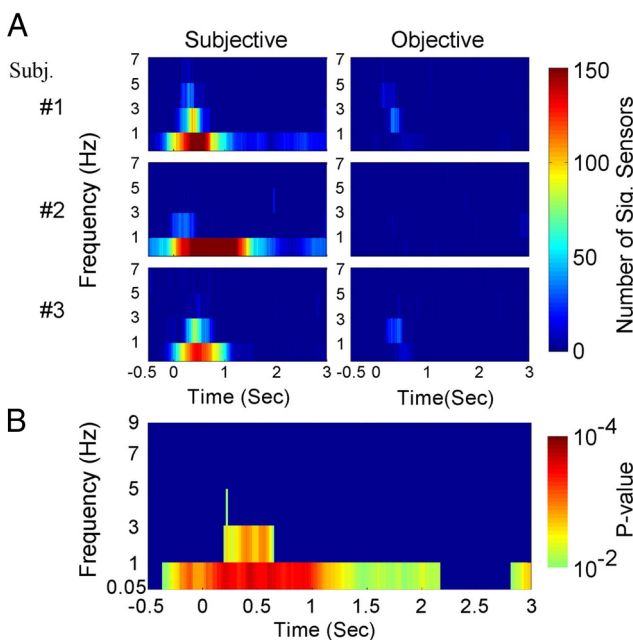 A
Subjective
Objective
Subj.
#1
#2
#3
Frequency (Hz)
7
5
3
1
7
5
3
1
7
5
3
1
-0.5 0 1 2 3
-0.5 0 1 2 3
Time (Sec)
Time(Sec)
150
100
50
0
Number of Sig. Sensors
B
Frequency (Hz)
9
7
5
3
1
0.05
-0.5 0 0.5 1 1.5 2 2.5 3
Time (Sec)
10-4
10-2
P-value